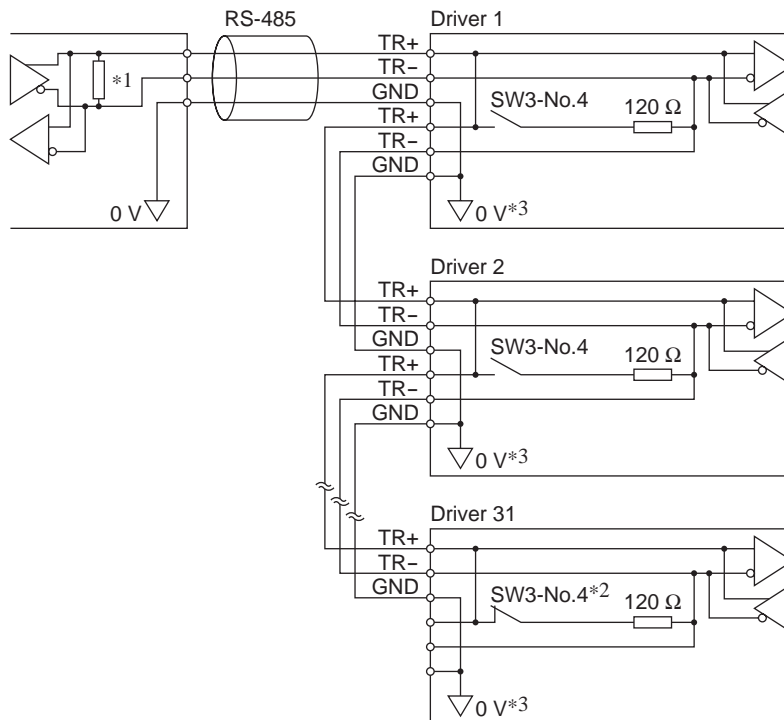 RS-485
Driver 1
TR+
TR−
GND
TR+
TR−
GND
*1
0 V
SW3-No.4
120 Ω
0 V*3
Driver 2
TR+
TR−
GND
TR+
TR−
GND
SW3-No.4
120 Ω
0 V*3
Driver 31
TR+
TR−
GND
SW3-No.4*2
120 Ω
0 V*3